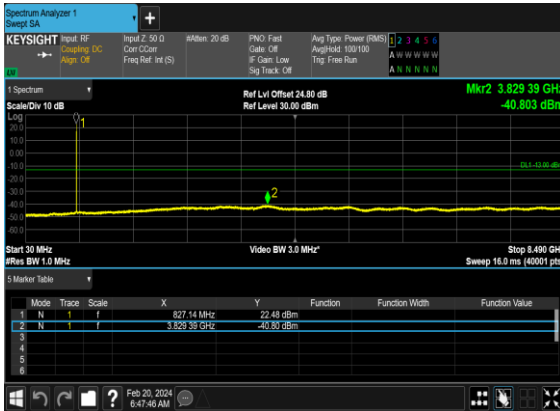 Spectrum Analyzer 1
Swept SA
+
KEYSIGHT Input: RF Input Z: 50 Ω #Atten: 20 dB PNO: Fast Avg Type: Power (RMS) 1 2 3 4 5 6
Coupling: DC Corr CCorr Gate: Off Avg|Hold: 100/100 A W W W W W
Align: Off Freq Ref: Int (S) IF Gain: Low Trig: Free Run
Sig Track: Off A N N N N N
LXI
1 Spectrum Ref Lvl Offset 24.80 dB Mkr2 3.829 39 GHz
Scale/Div 10 dB Ref Level 30.00 dBm -40.803 dBm
Log
1
20.0
10.0
0.00
-10.0
DL1 -13.00 dBm
-20.0
-30.0
2
-40.0
-50.0
-60.0
Start 30 MHz Video BW 3.0 MHz* Stop 8.490 GH
#Res BW 1.0 MHz Sweep 16.0 ms (40001 pts
5 Marker Table
Mode Trace Scale X Y Function Function Width Function Value
1 N 1 f 827.14 MHz 22.48 dBm
2 N 1 f 3.829 39 GHz -40.80 dBm
3
4
5
6
? Feb 20, 2024
6:47:46 AM